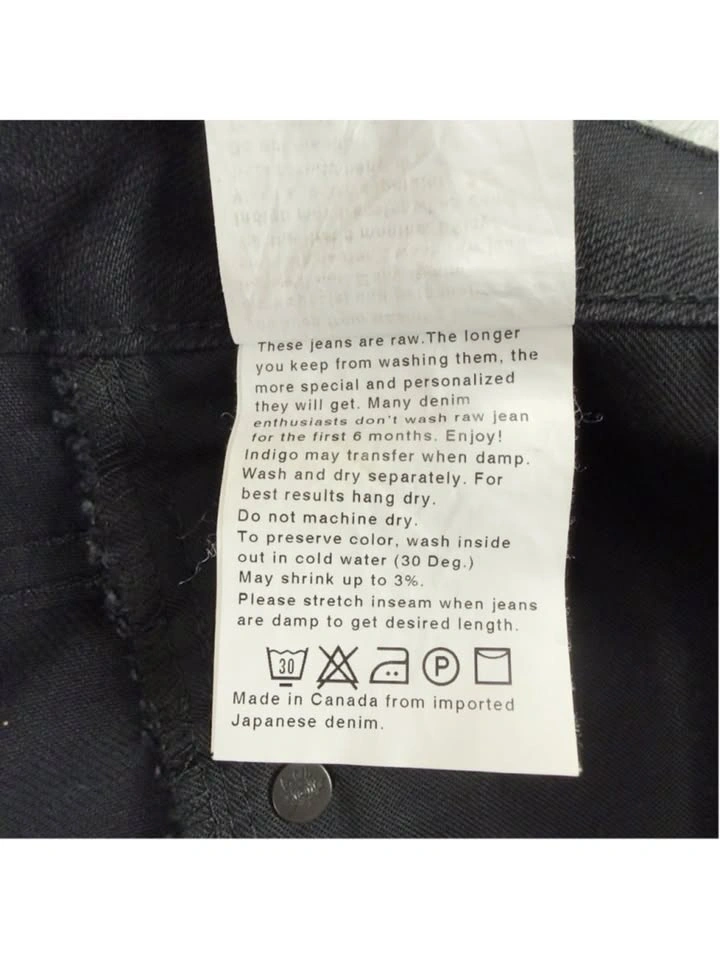 These jeans are raw.The longer
you keep from washing them, the
more special and personalized
they will get. Many denim
enthusiasts don't wash raw jean
for the first 6 months. Enjoy!
Indigo may transfer when damp.
Wash and dry separately. For
best results hang dry.
Do not machine dry.
To preserve color, wash inside
out in cold water (30 Deg.)
May shrink up to 3%.
Please stretch inseam when jeans
are damp to get desired length.
30 P
Made in Canada from imported
Japanese denim.